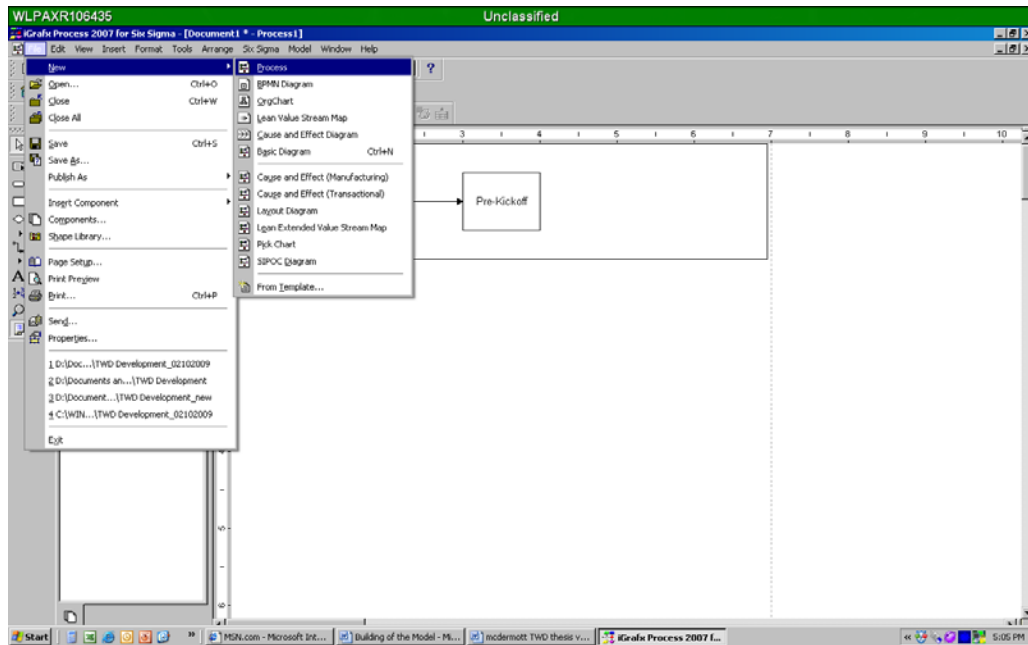 WLPAXR106435 Unclassified
iGrafx Process 2007 for Six Sigma - [Document1 * - Process1]
File Edit View Insert Format Tools Arrange Six Sigma Model Window Help
New
Open... Ctrl+O
Close Ctrl+W
Close All
Save Ctrl+S
Save As...
Publish As
Insert Component
Components...
Shape Library...
Page Setup...
Print Preview
Print... Ctrl+P
Send...
Properties...
1 D:\Doc...\TWD Development_02102009
2 D:\Documents an...\TWD Development
3 D:\Document...\TWD Development_new
4 C:\WIN...\TWD Development_02102009
Exit
Process
BPMN Diagram
OrgChart
Lean Value Stream Map
Cause and Effect Diagram
Basic Diagram Ctrl+N
Cause and Effect (Manufacturing)
Cause and Effect (Transactional)
Layout Diagram
Lean Extended Value Stream Map
Pick Chart
SIPOC Diagram
From Template...
?
3 4 5 6 7 8 9 10
Pre-Kickoff
5
6
Start » MSN.com - Microsoft Int... Building of the Model - Mi... mcdermott TWD thesis v... iGrafx Process 2007 f... « 5:05 PM